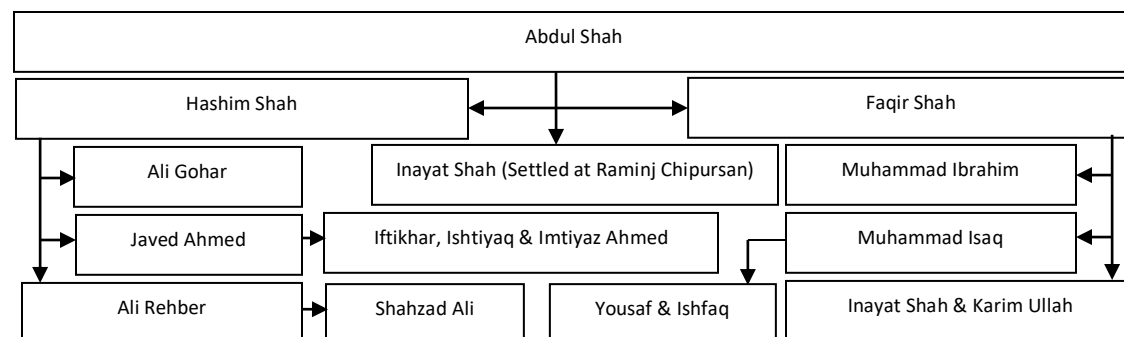 Abdul Shah
Hashim Shah
Faqir Shah
Ali Gohar
Inayat Shah (Settled at Raminj Chipursan)
Muhammad Ibrahim
Javed Ahmed
Iftikhar, Ishtiyaq & Imtiyaz Ahmed
Muhammad Isaq
Ali Rehber
Shahzad Ali
Yousaf & Ishfaq
Inayat Shah & Karim Ullah